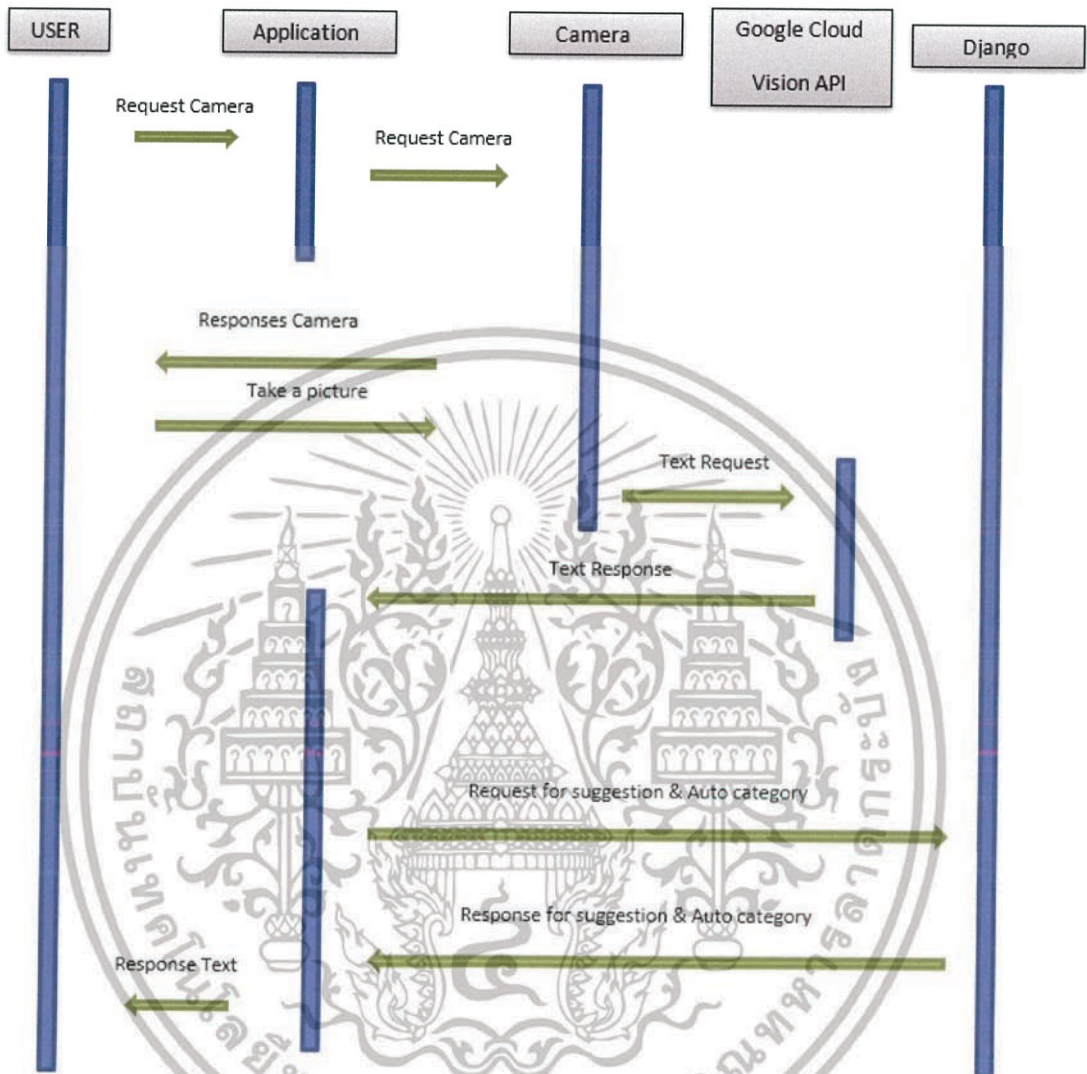 USER
Application
Camera
Google Cloud
Vision API
Django
Request Camera
Request Camera
Responses Camera
Take a picture
Text Request
Text Response
Request for suggestion & Auto category
Response for suggestion & Auto category
Response Text